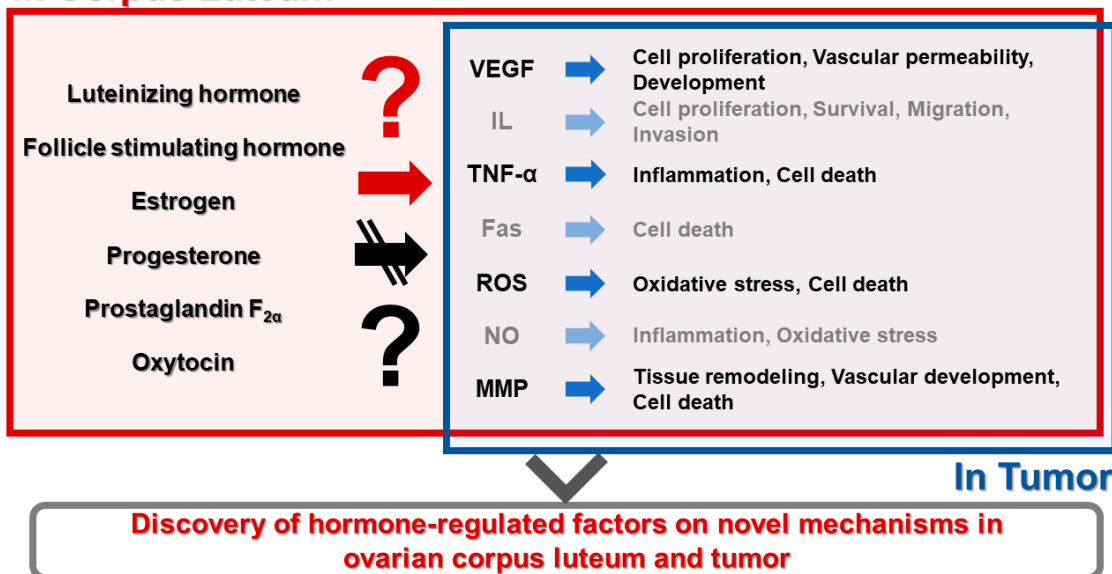 Luteinizing hormone
Follicle stimulating hormone
Estrogen
Progesterone
Prostaglandin F2α
Oxytocin
?
?
VEGF Cell proliferation, Vascular permeability,
Development
IL Cell proliferation, Survival, Migration,
Invasion
TNF-α Inflammation, Cell death
Fas Cell death
ROS Oxidative stress, Cell death
NO Inflammation, Oxidative stress
MMP Tissue remodeling, Vascular development,
Cell death
In Tumor
Discovery of hormone-regulated factors on novel mechanisms in
ovarian corpus luteum and tumor